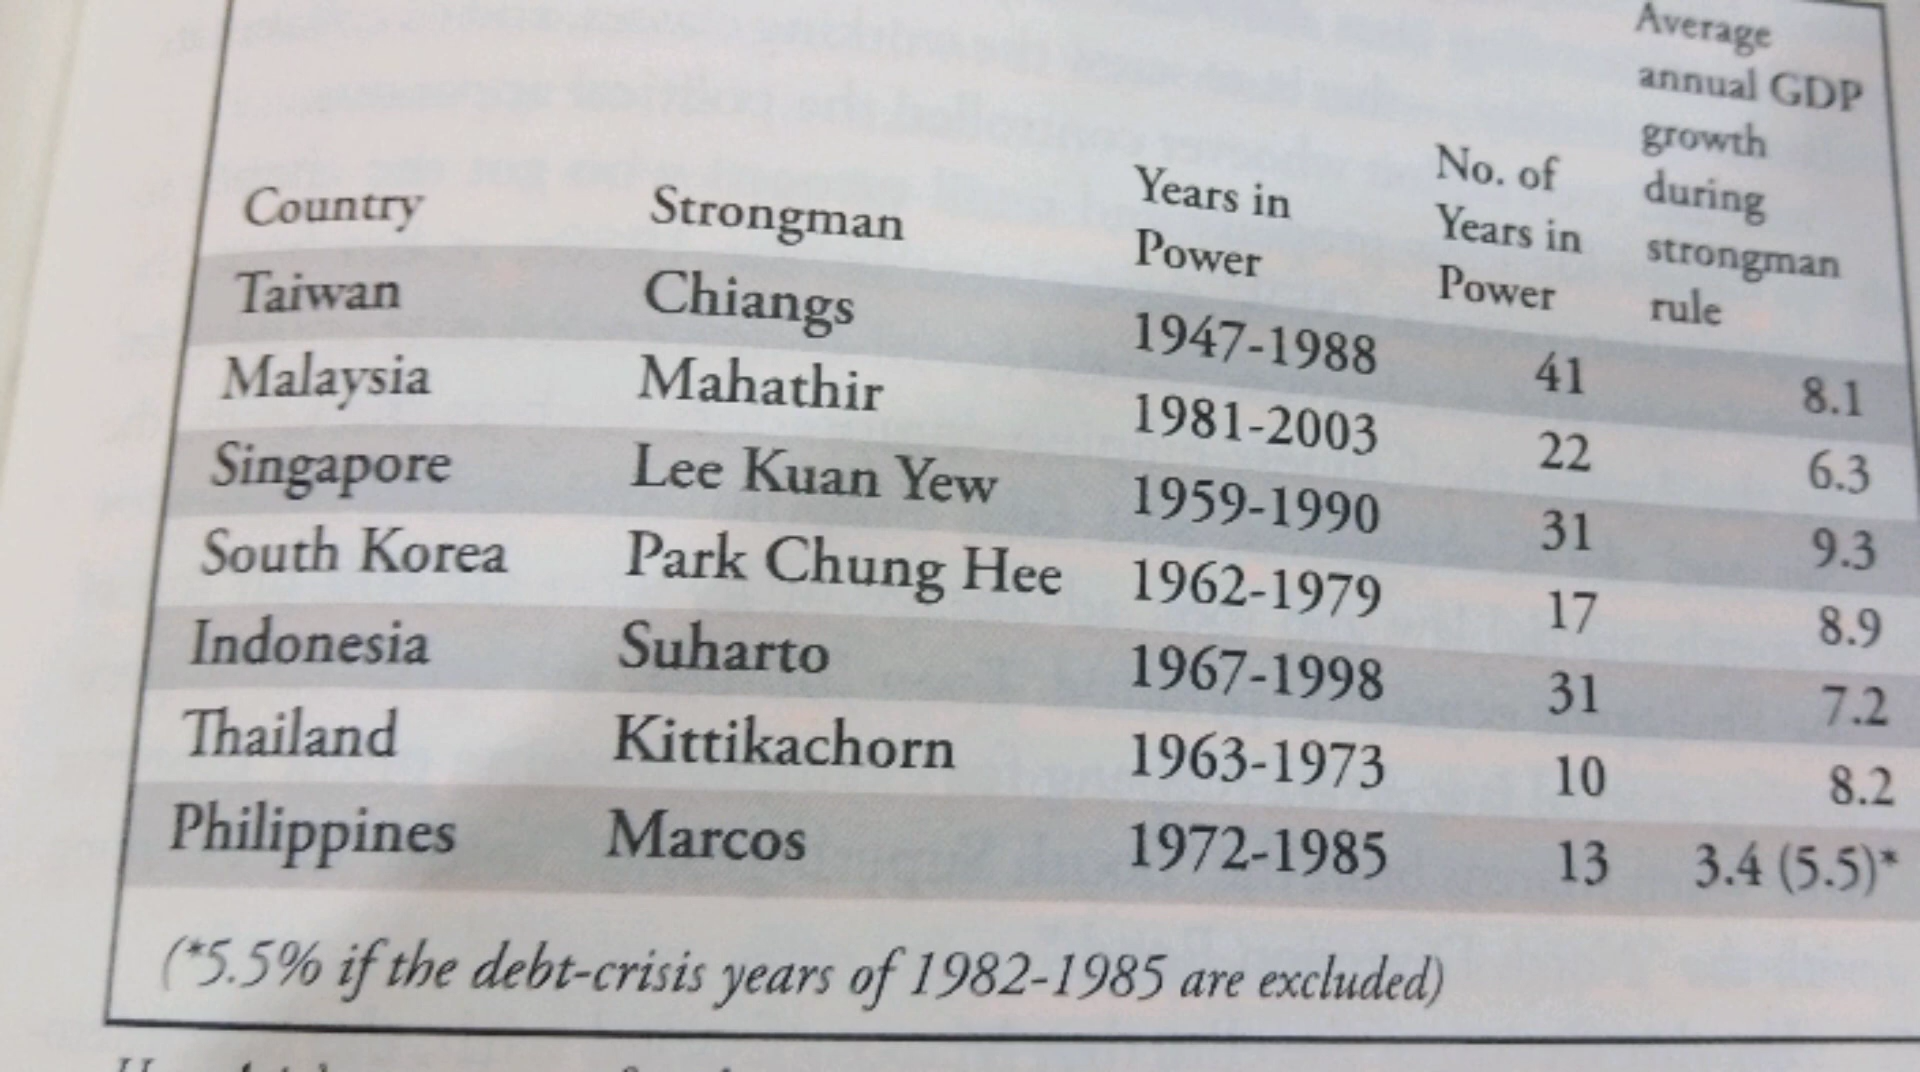 Country Strongman Years in Power No. of Years in Power Average annual GDP growth during strongman rule
Taiwan Chiangs 1947-1988 41 8.1
Malaysia Mahathir 1981-2003 22 6.3
Singapore Lee Kuan Yew 1959-1990 31 9.3
South Korea Park Chung Hee 1962-1979 17 8.9
Indonesia Suharto 1967-1998 31 7.2
Thailand Kittikachorn 1963-1973 10 8.2
Philippines Marcos 1972-1985 13 3.4 (5.5)*
(*5.5% if the debt-crisis years of 1982-1985 are excluded)